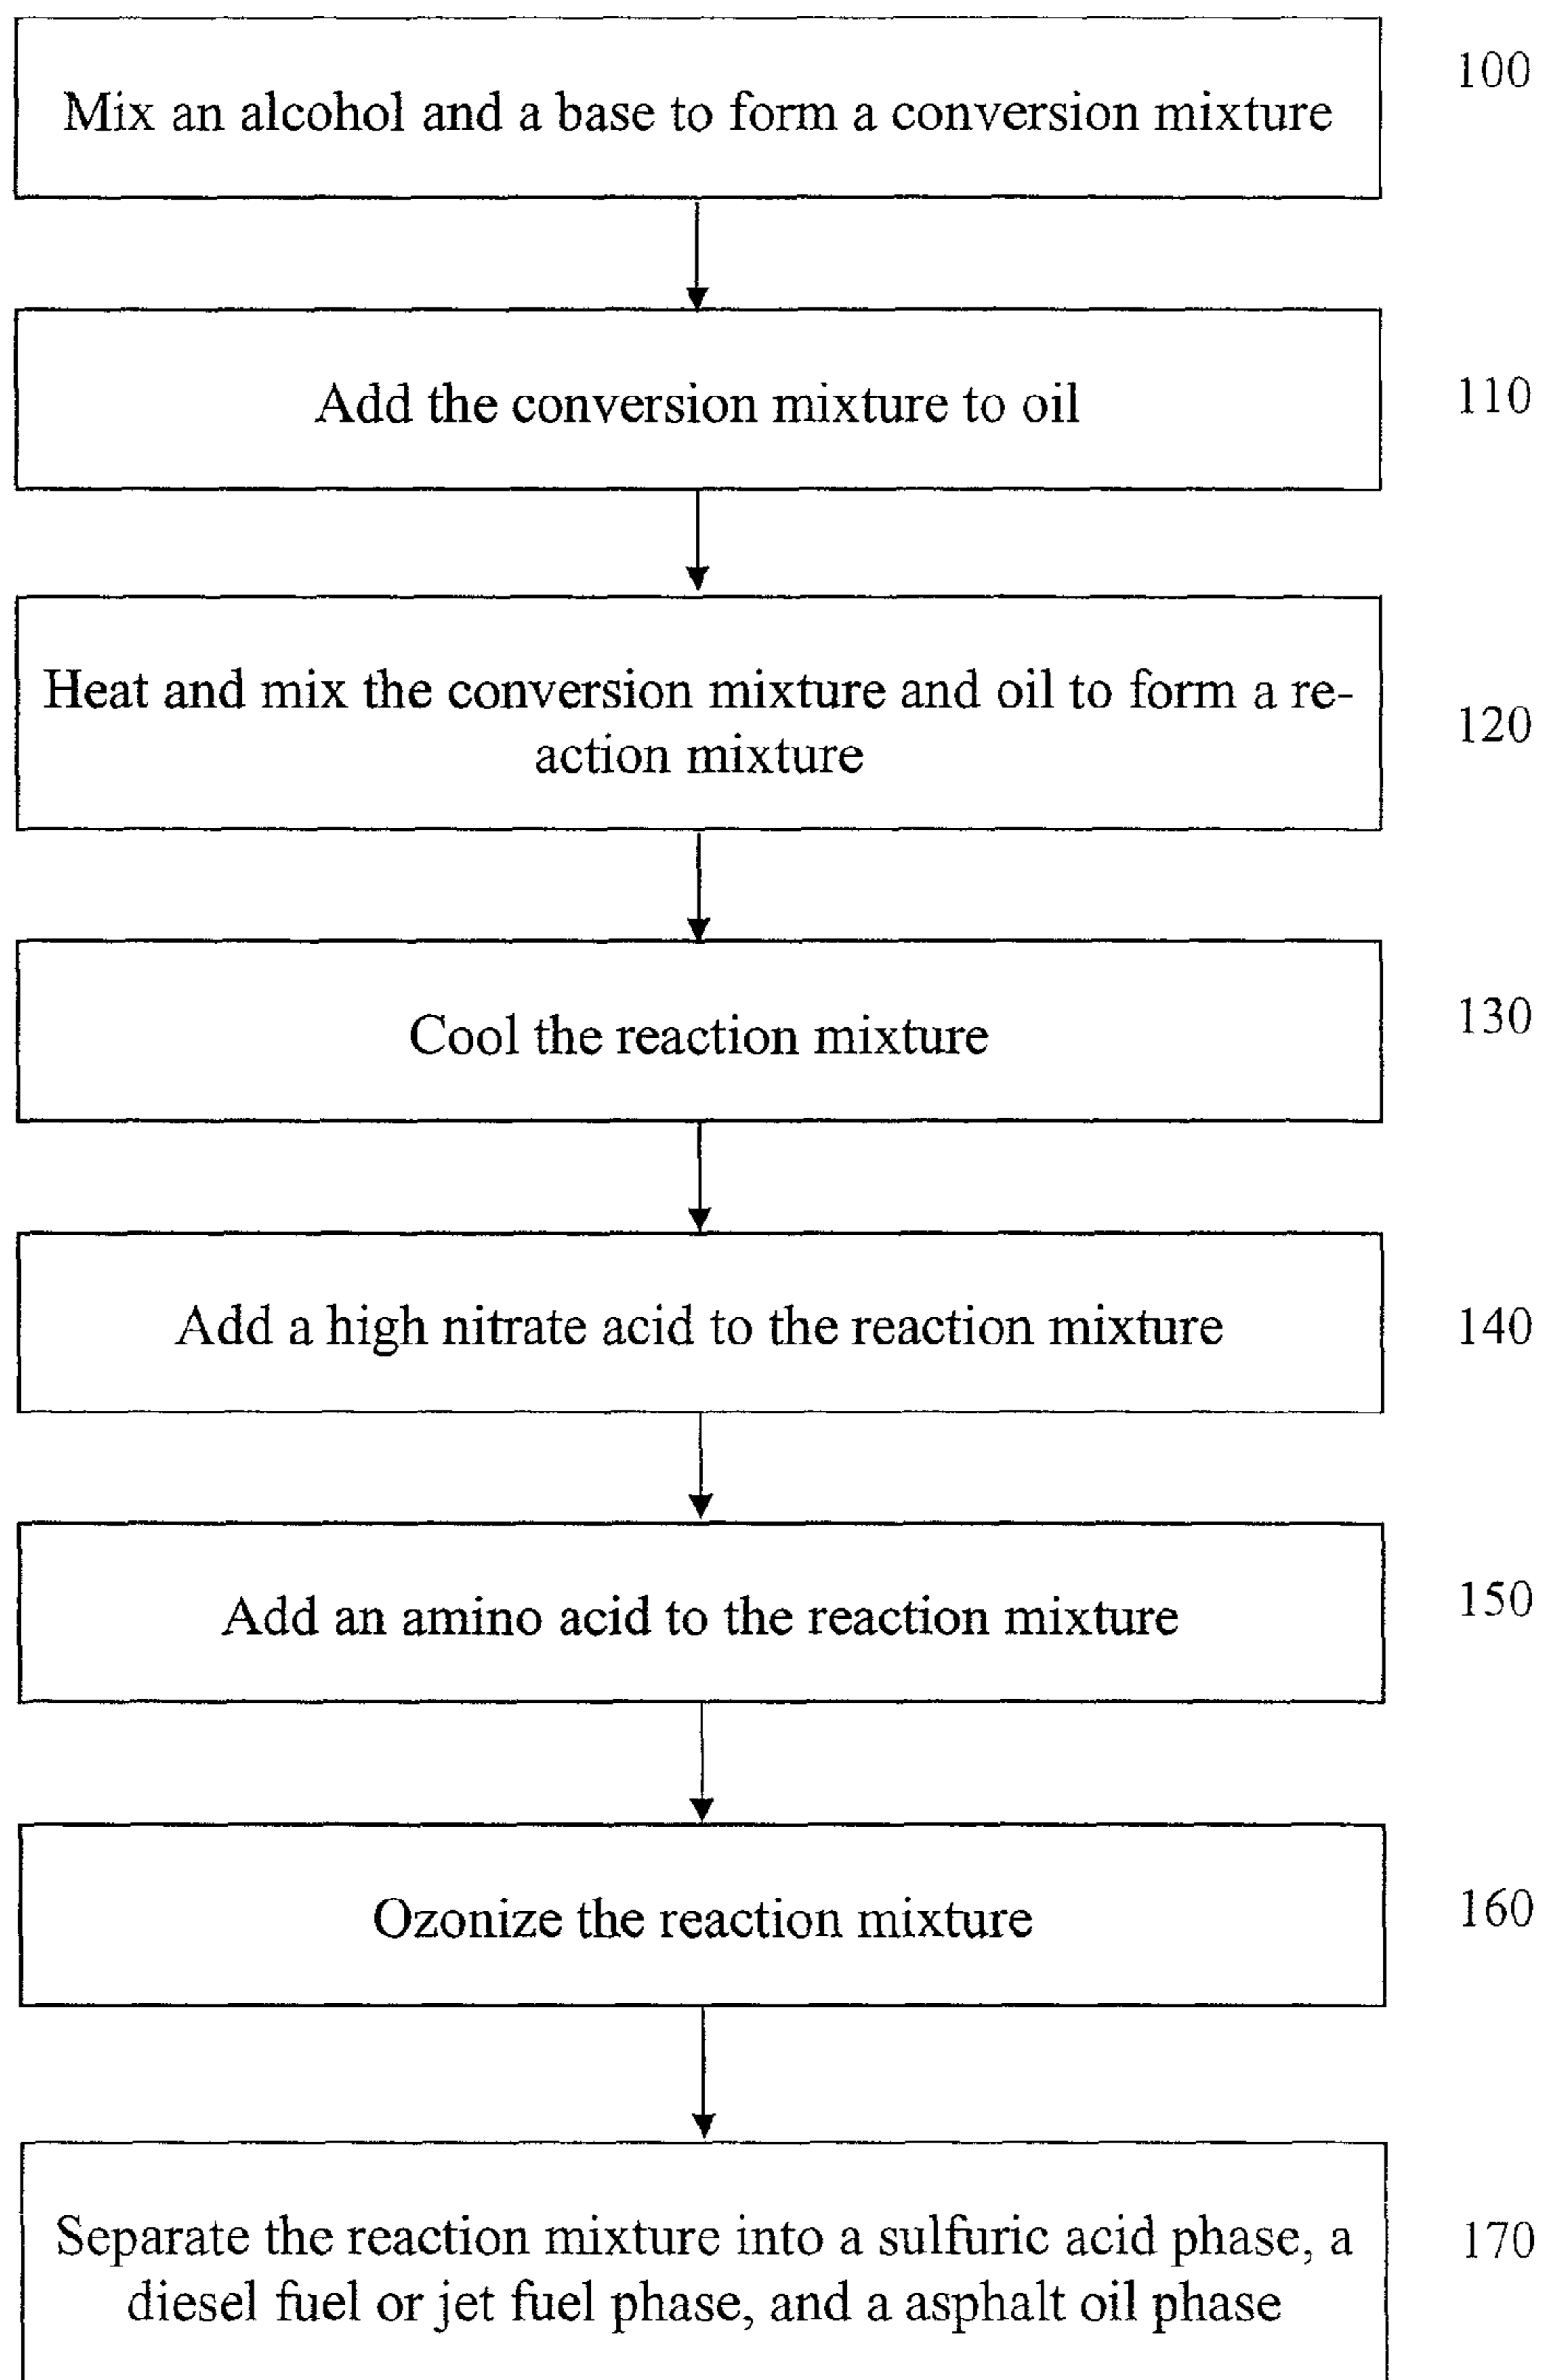 100
Mix an alcohol and a base to form a conversion mixture
110
Add the conversion mixture to oil
Heat and mix the conversion mixture and oil to form a re-
120
action mixture
130
Cool the reaction mixture
140
Add a high nitrate acid to the reaction mixture
150
Add an amino acid to the reaction mixture
160
Ozonize the reaction mixture
Separate the reaction mixture into a sulfuric acid phase, a
170
diesel fuel or jet fuel phase, and a asphalt oil phase